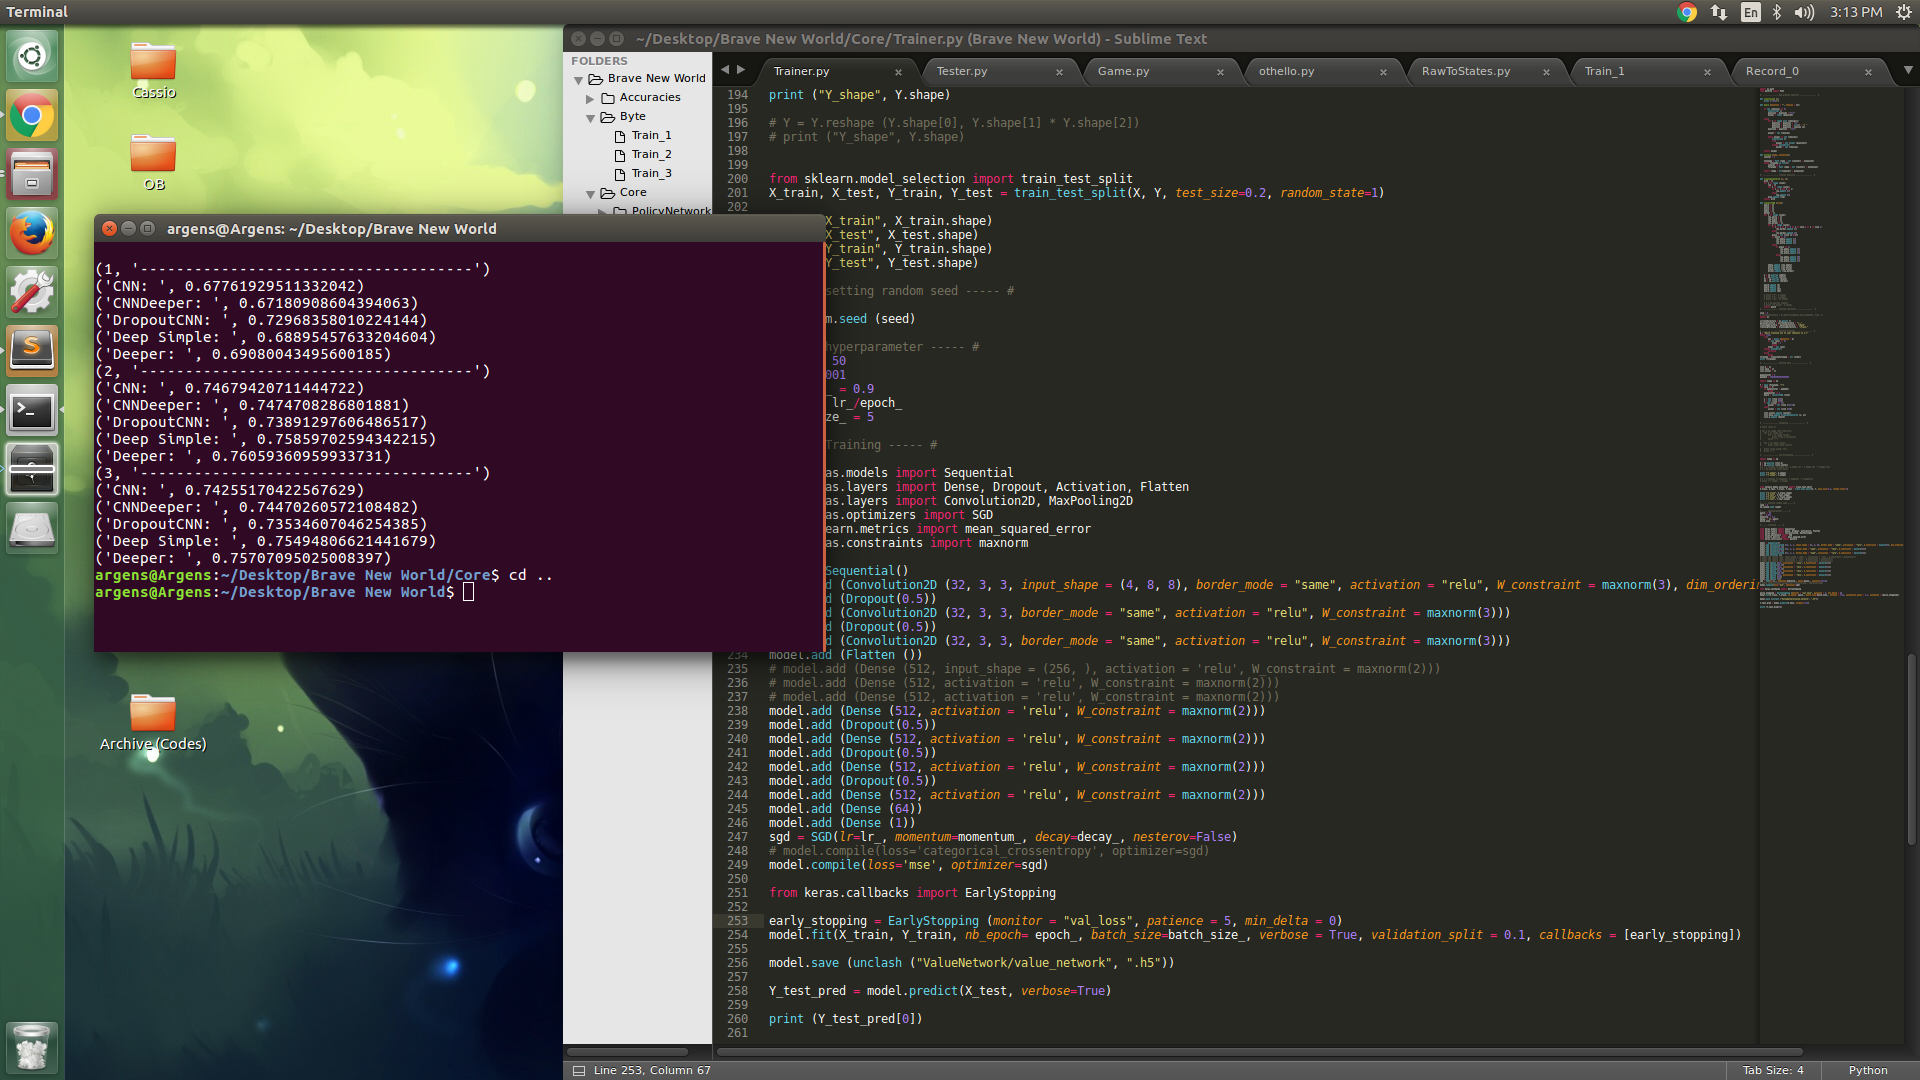 Terminal
En
3:13 PM
Cassio
OB
Archive (Codes)
argens@Argens: ~/Desktop/Brave New World
(1, '-------------------------------------')
('CNN: ', 0.67761929511332042)
('CNNDeeper: ', 0.67180908604394063)
('DropoutCNN: ', 0.72968358010224144)
('Deep Simple: ', 0.68895457633204604)
('Deeper: ', 0.69080043495600185)
(2, '-------------------------------------')
('CNN: ', 0.74679420711444722)
('CNNDeeper: ', 0.7474708286801881)
('DropoutCNN: ', 0.73891297606486517)
('Deep Simple: ', 0.75859702594342215)
('Deeper: ', 0.76059360959933731)
(3, '-------------------------------------')
('CNN: ', 0.74255170422567629)
('CNNDeeper: ', 0.74470260572108482)
('DropoutCNN: ', 0.73534607046254385)
('Deep Simple: ', 0.75494806621441679)
('Deeper: ', 0.75707095025008397)
argens@Argens:~/Desktop/Brave New World/Core$ cd ..
argens@Argens:~/Desktop/Brave New World$
~/Desktop/Brave New World/Core/Trainer.py (Brave New World) - Sublime Text
FOLDERS
Brave New World
Accuracies
Byte
Train_1
Train_2
Train_3
Core
PolicyNetwork
Trainer.py
Tester.py
Game.py
othello.py
RawToStates.py
Train_1
Record_0
194 print ("Y_shape", Y.shape)
195
196 # Y = Y.reshape (Y.shape[0], Y.shape[1] * Y.shape[2])
197 # print ("Y_shape", Y.shape)
198
199
200 from sklearn.model_selection import train_test_split
201 X_train, X_test, Y_train, Y_test = train_test_split(X, Y, test_size=0.2, random_state=1)
202
X_train", X_train.shape)
X_test", X_test.shape)
Y_train", Y_train.shape)
Y_test", Y_test.shape)
setting random seed ----- #
m.seed (seed)
hyperparameter ----- #
50
001
_ = 0.9
lr_/epoch_
ze_ = 5
Training ----- #
as.models import Sequential
as.layers import Dense, Dropout, Activation, Flatten
as.layers import Convolution2D, MaxPooling2D
as.optimizers import SGD
earn.metrics import mean_squared_error
as.constraints import maxnorm
Sequential()
d (Convolution2D (32, 3, 3, input_shape = (4, 8, 8), border_mode = "same", activation = "relu", W_constraint = maxnorm(3), dim_orderi
d (Dropout(0.5))
d (Convolution2D (32, 3, 3, border_mode = "same", activation = "relu", W_constraint = maxnorm(3)))
d (Dropout(0.5))
d (Convolution2D (32, 3, 3, border_mode = "same", activation = "relu", W_constraint = maxnorm(3)))
234 model.add (Flatten ())
235 # model.add (Dense (512, input_shape = (256, ), activation = 'relu', W_constraint = maxnorm(2)))
236 # model.add (Dense (512, activation = 'relu', W_constraint = maxnorm(2)))
237 # model.add (Dense (512, activation = 'relu', W_constraint = maxnorm(2)))
238 model.add (Dense (512, activation = 'relu', W_constraint = maxnorm(2)))
239 model.add (Dropout(0.5))
240 model.add (Dense (512, activation = 'relu', W_constraint = maxnorm(2)))
241 model.add (Dropout(0.5))
242 model.add (Dense (512, activation = 'relu', W_constraint = maxnorm(2)))
243 model.add (Dropout(0.5))
244 model.add (Dense (512, activation = 'relu', W_constraint = maxnorm(2)))
245 model.add (Dense (64))
246 model.add (Dense (1))
247 sgd = SGD(lr=lr_, momentum=momentum_, decay=decay_, nesterov=False)
248 # model.compile(loss='categorical_crossentropy', optimizer=sgd)
249 model.compile(loss='mse', optimizer=sgd)
250
251 from keras.callbacks import EarlyStopping
252
253 early_stopping = EarlyStopping (monitor = "val_loss", patience = 5, min_delta = 0)
254 model.fit(X_train, Y_train, nb_epoch= epoch_, batch_size=batch_size_, verbose = True, validation_split = 0.1, callbacks = [early_stopping])
255
256 model.save (unclash ("ValueNetwork/value_network", ".h5"))
257
258 Y_test_pred = model.predict(X_test, verbose=True)
259
260 print (Y_test_pred[0])
261
Line 253, Column 67
Tab Size: 4
Python